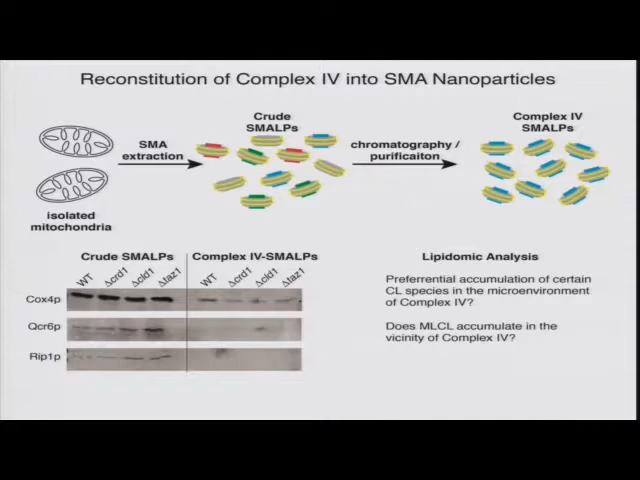 Reconstitution of Complex IV into SMA Nanoparticles
Crude
SMALPs
Complex IV
SMALPs
SMA
extraction
chromatography /
purificaiton
isolated
mitochondria
Crude SMALPs
Complex IV-SMALPs
Lipidomic Analysis
WT
Δcrd1
Δcld1
Δtaz1
WT
Δcrd1
Δcld1
Δtaz1
Preferrential accumulation of certain
CL species in the microenvironment
of Complex IV?
Does MLCL accumulate in the
vicinity of Complex IV?
Cox4p
Qcr6p
Rip1p